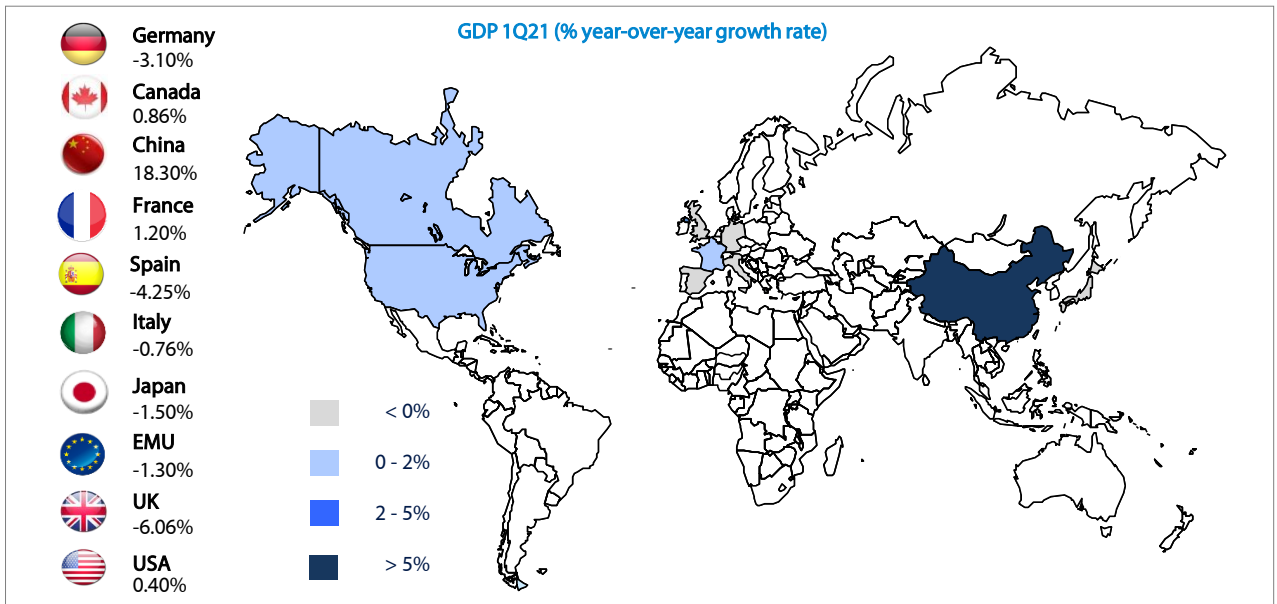 GDP 1Q21 (% year-over-year growth rate)
Germany
-3.10%
Canada
0.86%
China
18.30%
France
1.20%
Spain
-4.25%
Italy
-0.76%
Japan
-1.50%
EMU
-1.30%
UK
-6.06%
USA
0.40%
< 0%
0 - 2%
2 - 5%
> 5%